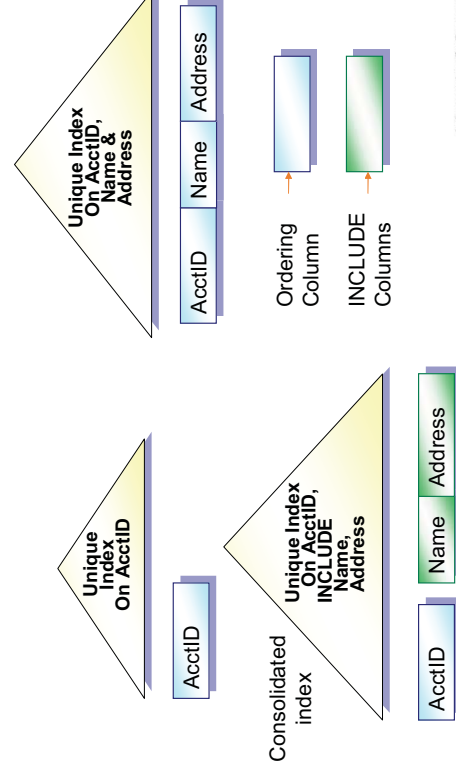 Unique
Index
On AcctID
AcctID
Unique Index
On AcctID,
Name &
Address
AcctID
Name
Address
Consolidated
index
Unique Index
On AcctID,
INCLUDE
Name,
Address
AcctID
Name
Address
Ordering
Column
INCLUDE
Columns